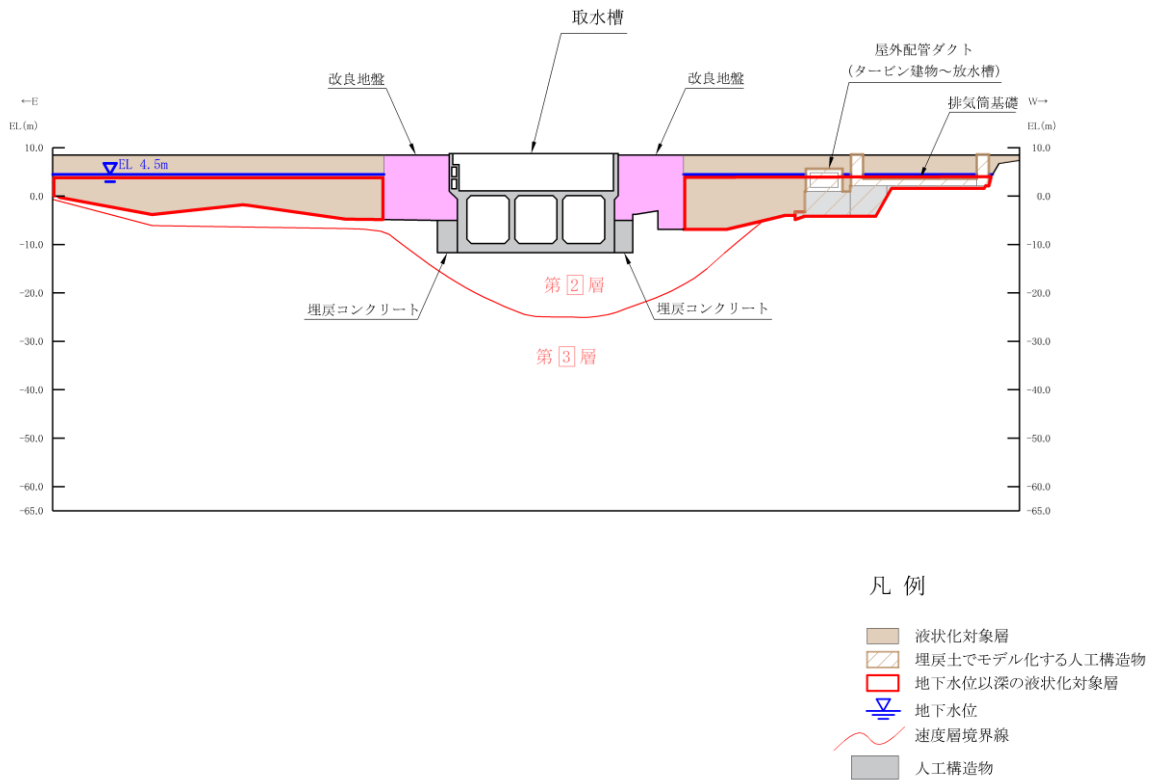 取水槽
屋外配管ダクト
(タービン建物～放水槽)
改良地盤
改良地盤
排気筒基礎
←E
W→
EL(m)
EL(m)
EL 4.5m
10.0
0.0
-10.0
-20.0
-30.0
-40.0
-50.0
-60.0
-65.0
10.0
0.0
-10.0
-20.0
-30.0
-40.0
-50.0
-60.0
-65.0
第2層
埋戻コンクリート
埋戻コンクリート
第3層
凡 例
液状化対象層
埋戻土でモデル化する人工構造物
地下水位以深の液状化対象層
地下水位
速度層境界線
人工構造物